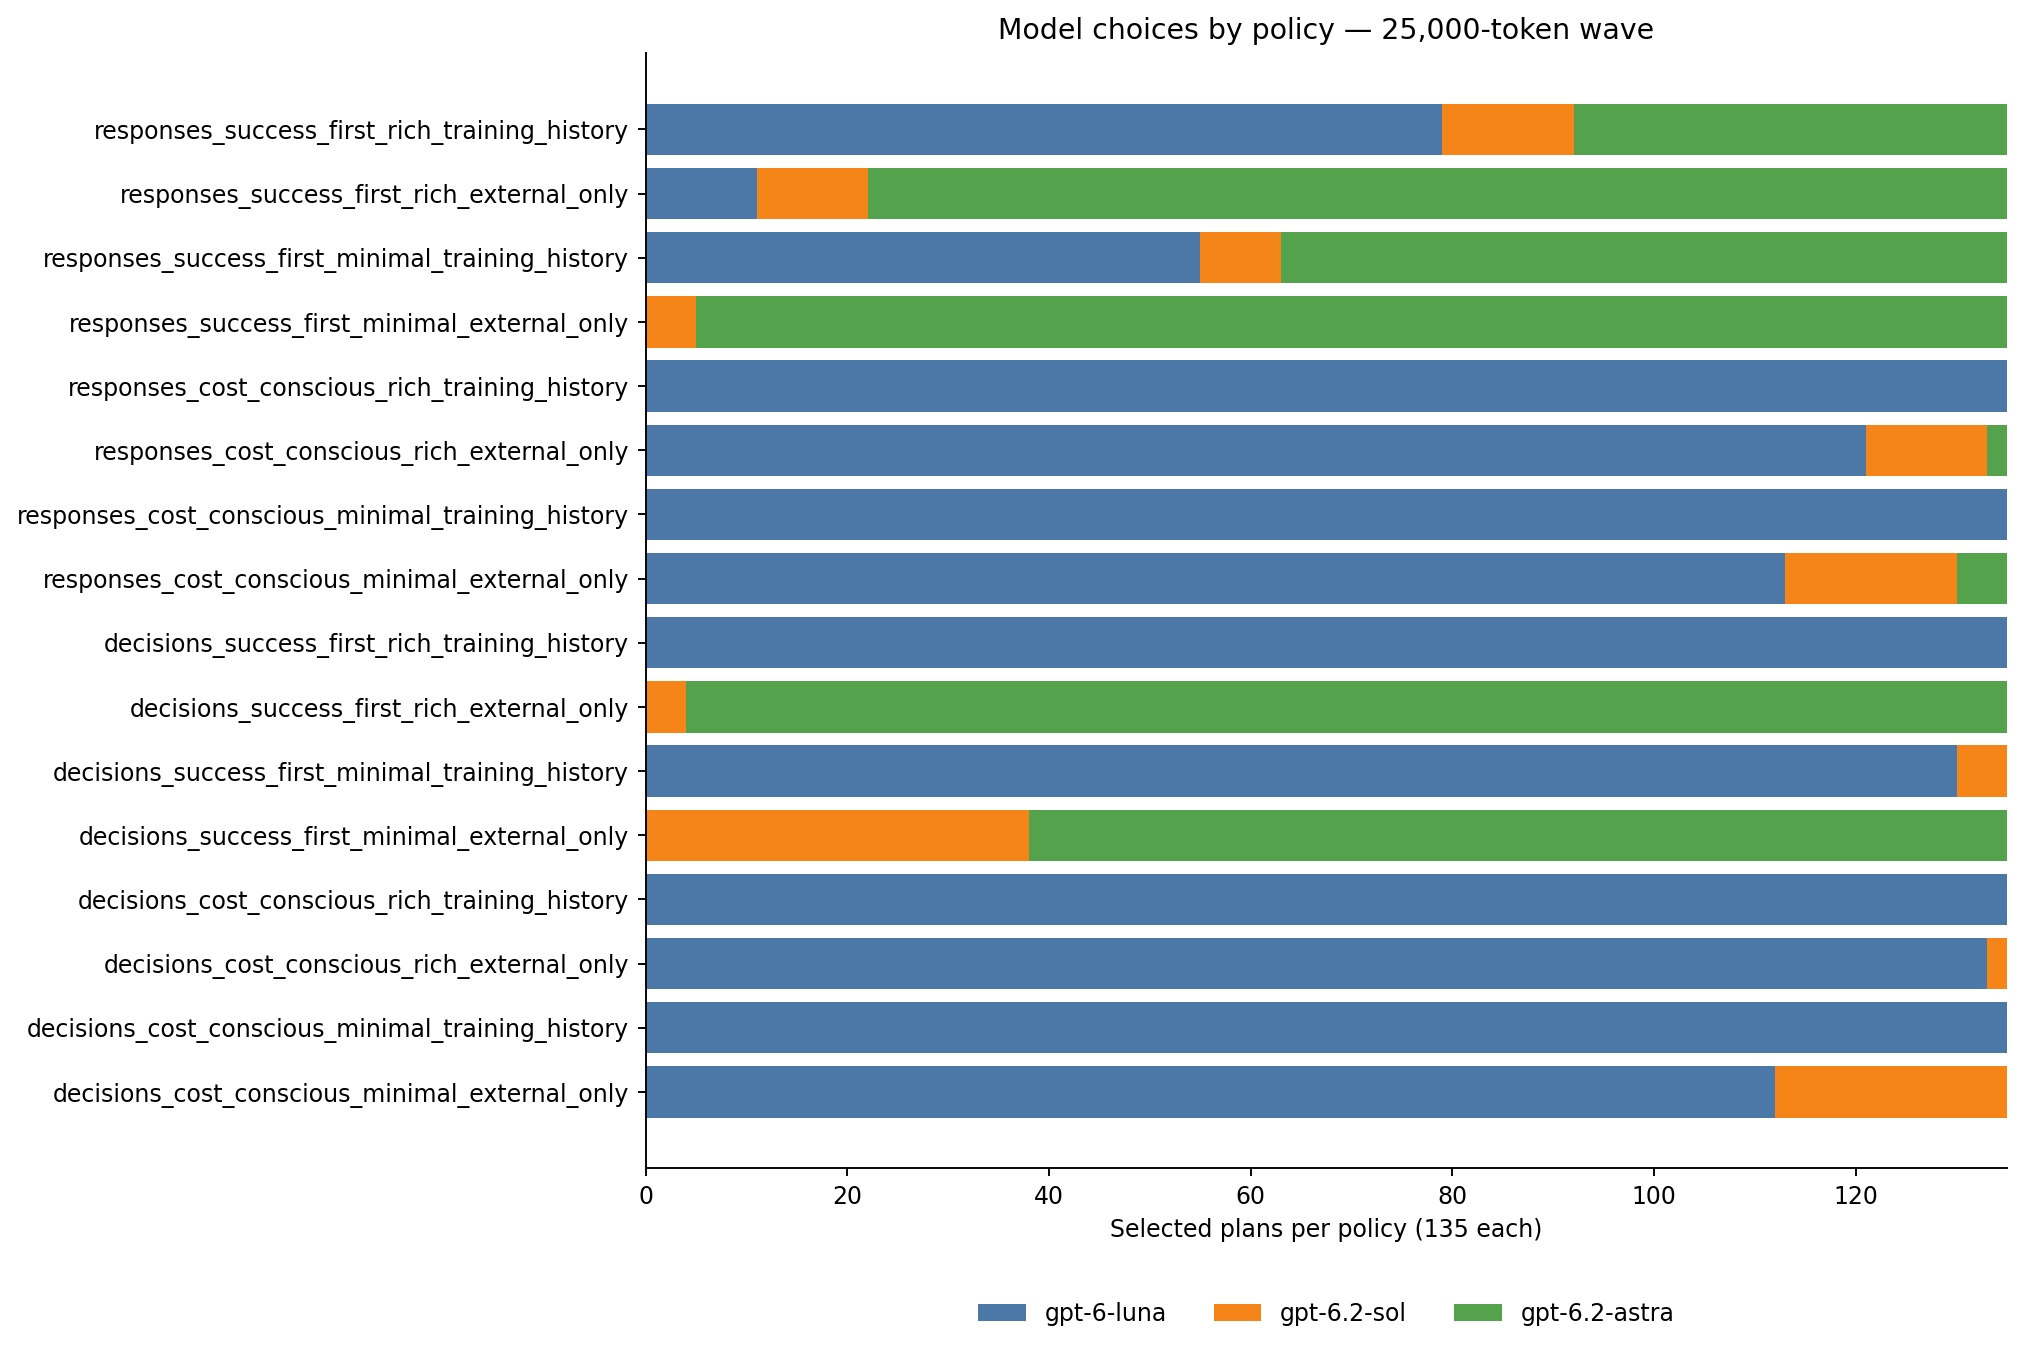 Model choices by policy — 25,000-token wave
responses_success_first_rich_training_history
responses_success_first_rich_external_only
responses_success_first_minimal_training_history
responses_success_first_minimal_external_only
responses_cost_conscious_rich_training_history
responses_cost_conscious_rich_external_only
responses_cost_conscious_minimal_training_history
responses_cost_conscious_minimal_external_only
decisions_success_first_rich_training_history
decisions_success_first_rich_external_only
decisions_success_first_minimal_training_history
decisions_success_first_minimal_external_only
decisions_cost_conscious_rich_training_history
decisions_cost_conscious_rich_external_only
decisions_cost_conscious_minimal_training_history
decisions_cost_conscious_minimal_external_only
0 20 40 60 80 100 120
Selected plans per policy (135 each)
gpt-6-luna gpt-6.2-sol gpt-6.2-astra